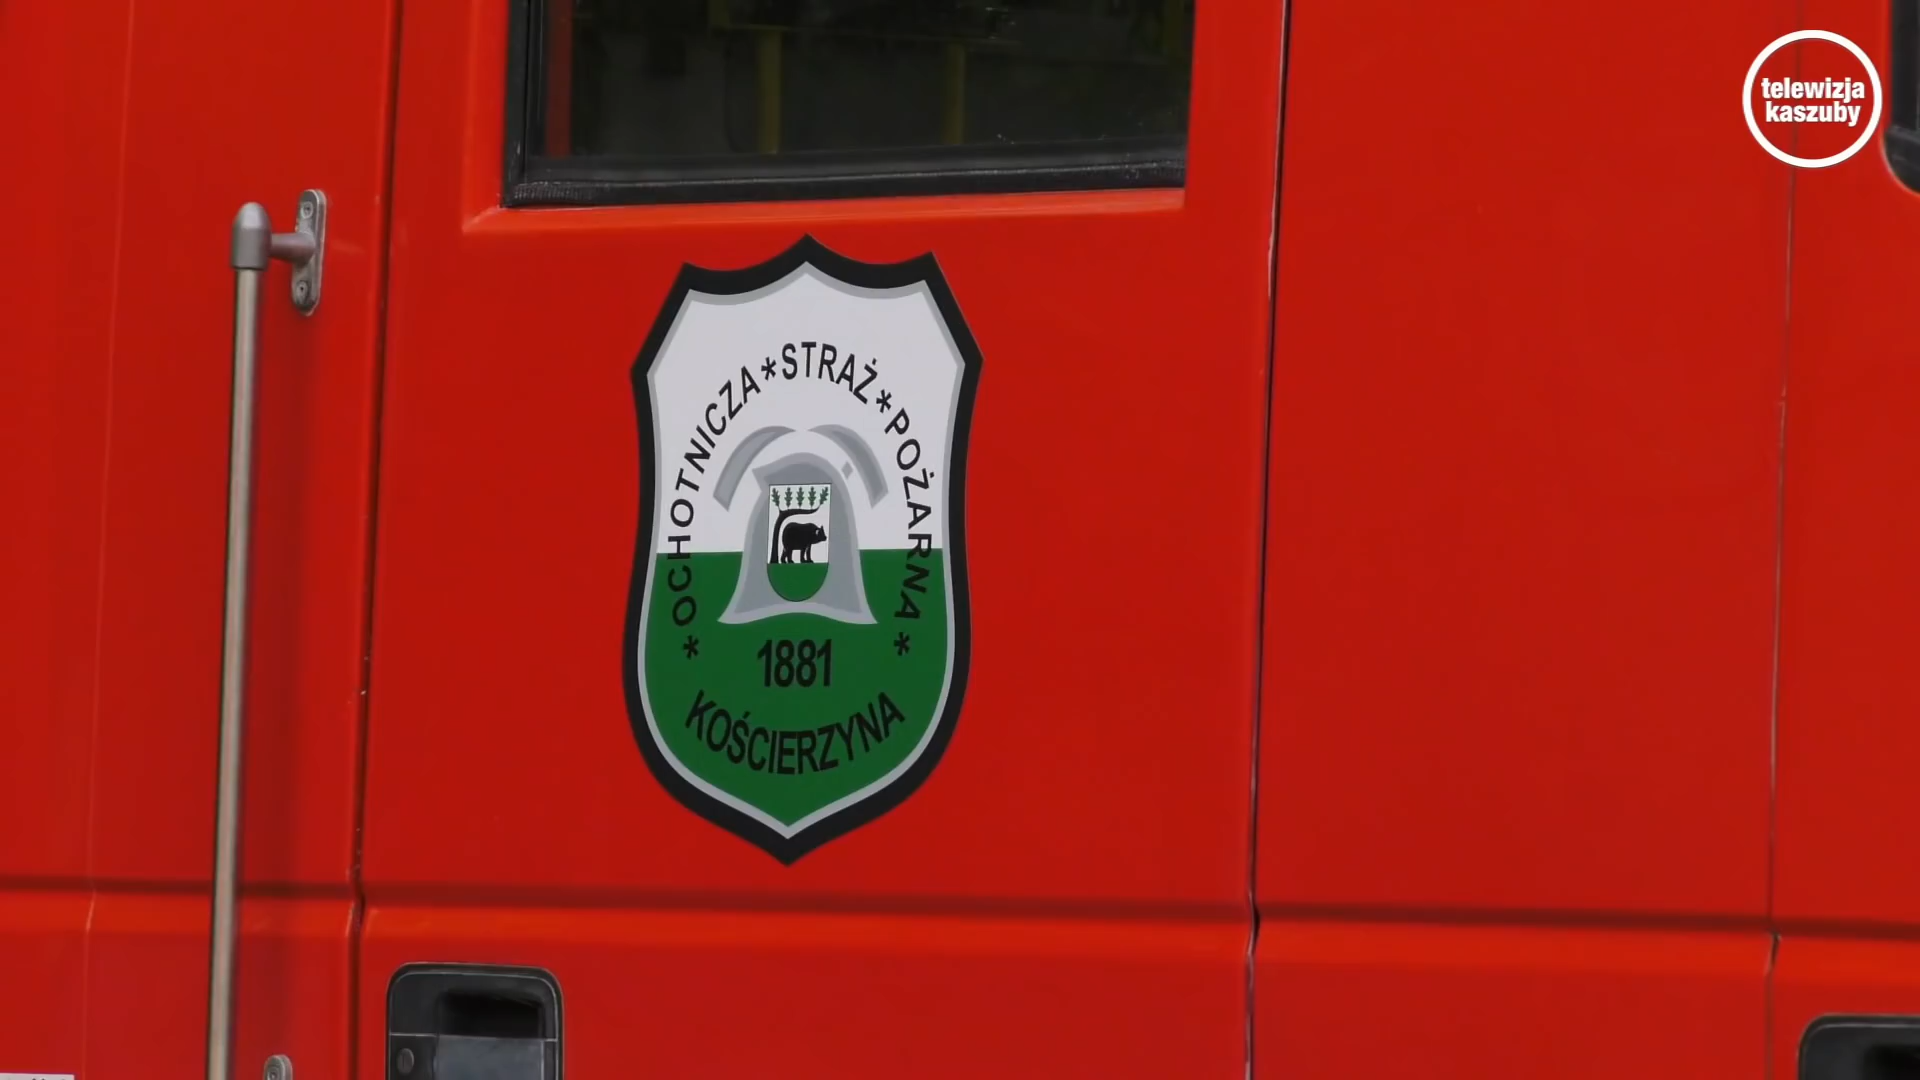 telewizja
kaszuby
*OCHOTNICZA*STRAŻ*POŻARNA*
1881
KOŚCIERZYNA